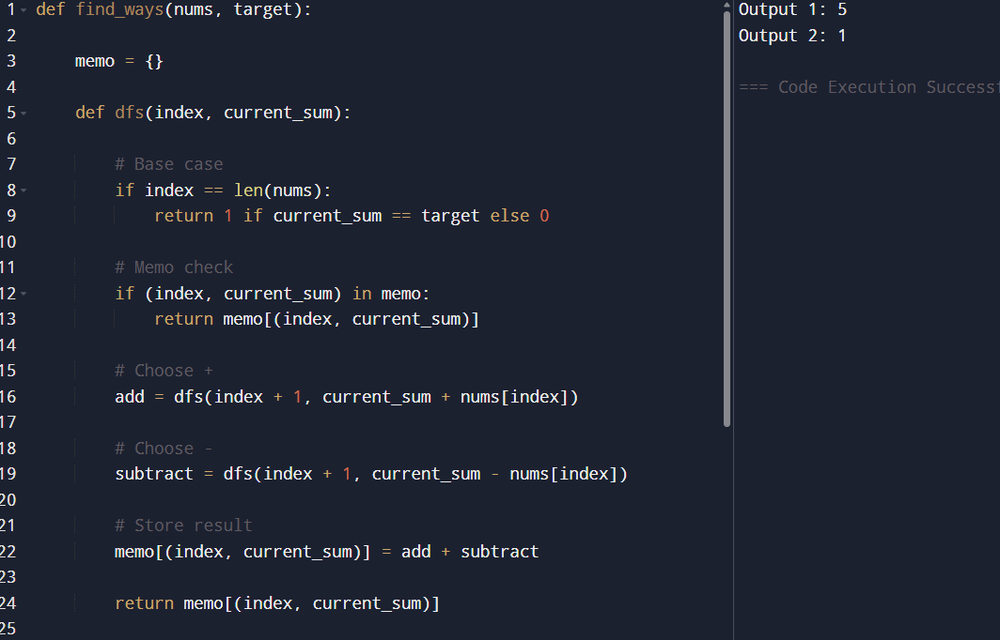 1 def find_ways(nums, target):
2
3 memo = {}
4
5 def dfs(index, current_sum):
6
7 # Base case
8 if index == len(nums):
9 return 1 if current_sum == target else 0
10
11 # Memo check
12 if (index, current_sum) in memo:
13 return memo[(index, current_sum)]
14
15 # Choose +
16 add = dfs(index + 1, current_sum + nums[index])
17
18 # Choose -
19 subtract = dfs(index + 1, current_sum - nums[index])
20
21 # Store result
22 memo[(index, current_sum)] = add + subtract
23
24 return memo[(index, current_sum)]
25
Output 1: 5
Output 2: 1
=== Code Execution Success